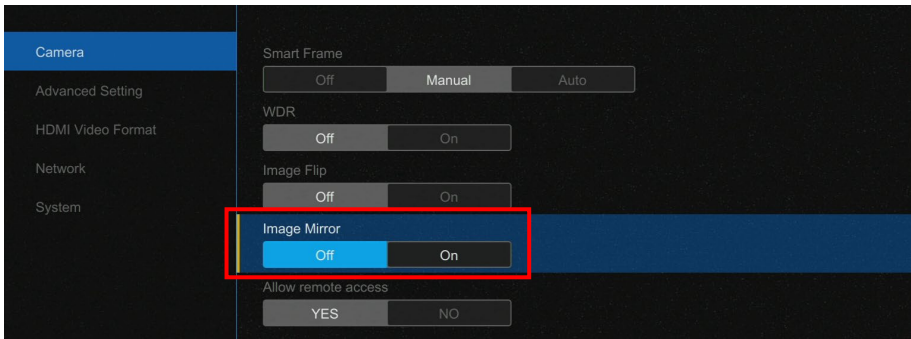 Camera
Advanced Setting
HDMI Video Format
Network
System
Smart Frame
Off Manual Auto
WDR
Off On
Image Flip
Off On
Image Mirror
Off On
Allow remote access
YES NO